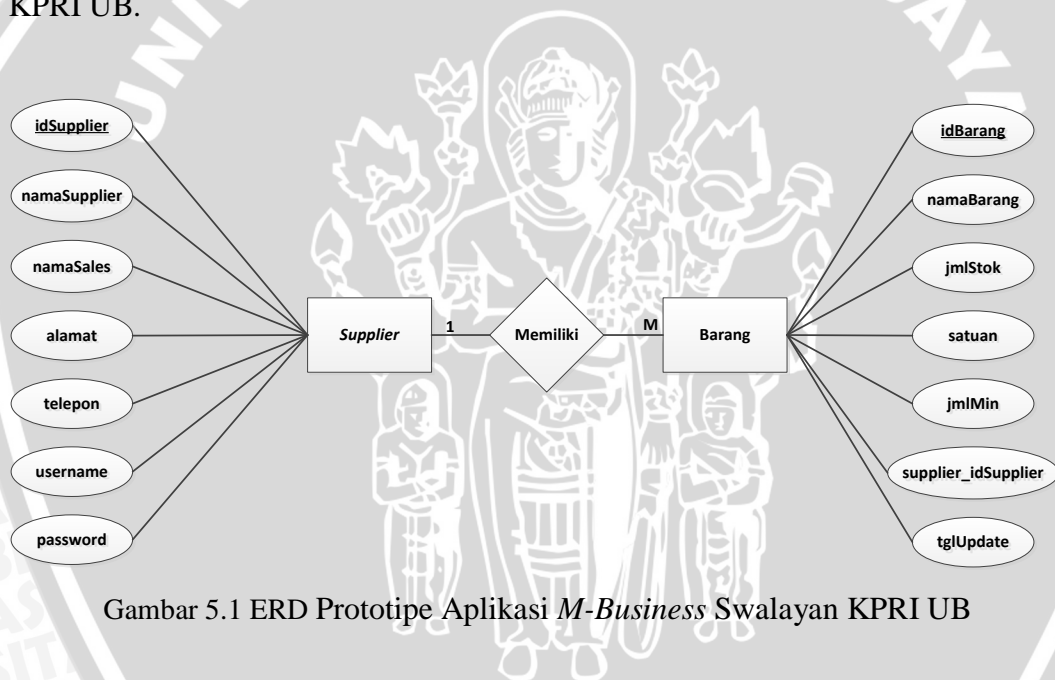 KPRI UB.
idSupplier
namaSupplier
namaSales
alamat
telepon
username
password
Supplier
1
Memiliki
M
Barang
idBarang
namaBarang
jmlStok
satuan
jmlMin
supplier_idSupplier
tglUpdate
Gambar 5.1 ERD Prototipe Aplikasi M-Business Swalayan KPRI UB